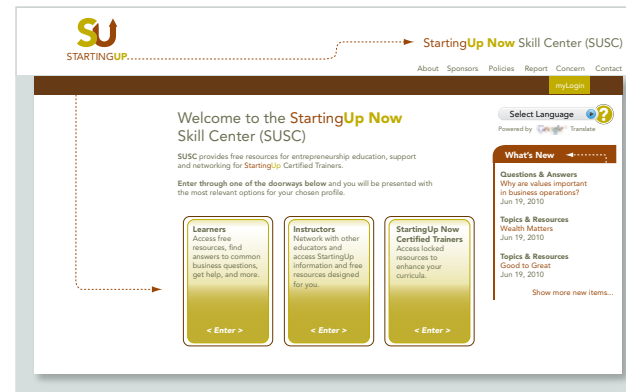 SU
STARTINGUP
StartingUp Now Skill Center (SUSC)
About Sponsors Policies Report Concern Contact
myLogin
Welcome to the StartingUp Now
Skill Center (SUSC)
SUSC provides free resources for entrepreneurship education, support
and networking for StartingUp Certified Trainers.
Enter through one of the doorways below and you will be presented with
the most relevant options for your chosen profile.
Learners
Access free
resources, find
answers to common
business questions,
get help, and more.
< Enter >
Instructors
Network with other
educators and
access StartingUp
information and free
resources designed
for you.
< Enter >
StartingUp Now
Certified Trainers
Access locked
resources to
enhance your
curricula.
< Enter >
Select Language
?
Powered by Google Translate
What's New
Questions & Answers
Why are values important
in business operations?
Jun 19, 2010
Topics & Resources
Wealth Matters
Jun 19, 2010
Topics & Resources
Good to Great
Jun 19, 2010
Show more new items...